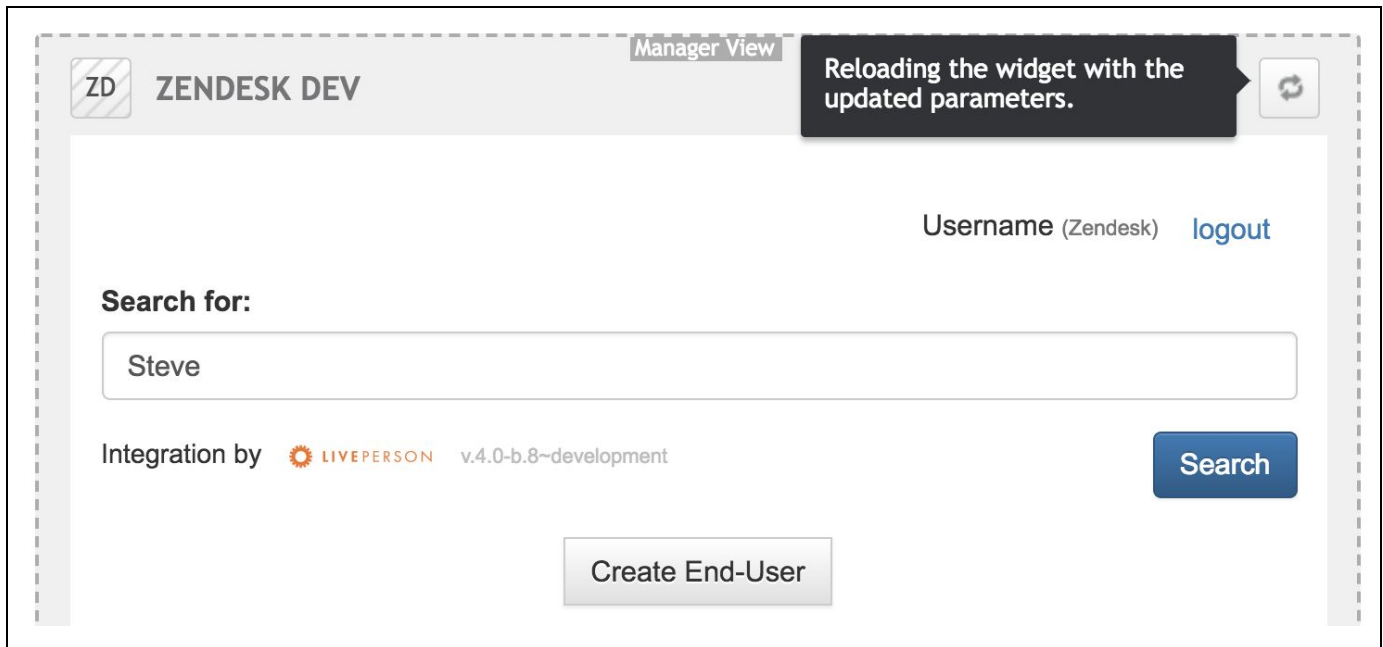 Manager View
ZD ZENDESK DEV
Reloading the widget with the
updated parameters.
Username (Zendesk) logout
Search for:
Steve
Integration by LIVEPERSON v.4.0-b.8~development
Search
Create End-User